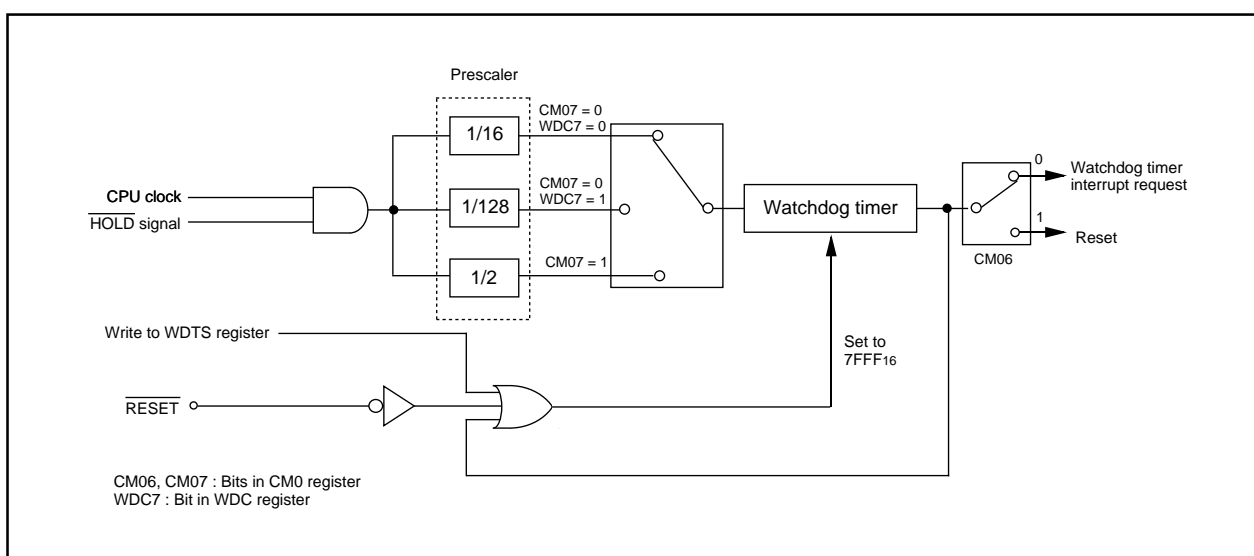 Prescaler
CM07 = 0
WDC7 = 0
1/16
CPU clock
HOLD signal
CM07 = 0
WDC7 = 1
1/128
CM07 = 1
1/2
Watchdog timer
0
Watchdog timer
interrupt request
1
Reset
CM06
Write to WDTS register
Set to
7FFF16
RESET
CM06, CM07 : Bits in CM0 register
WDC7 : Bit in WDC register